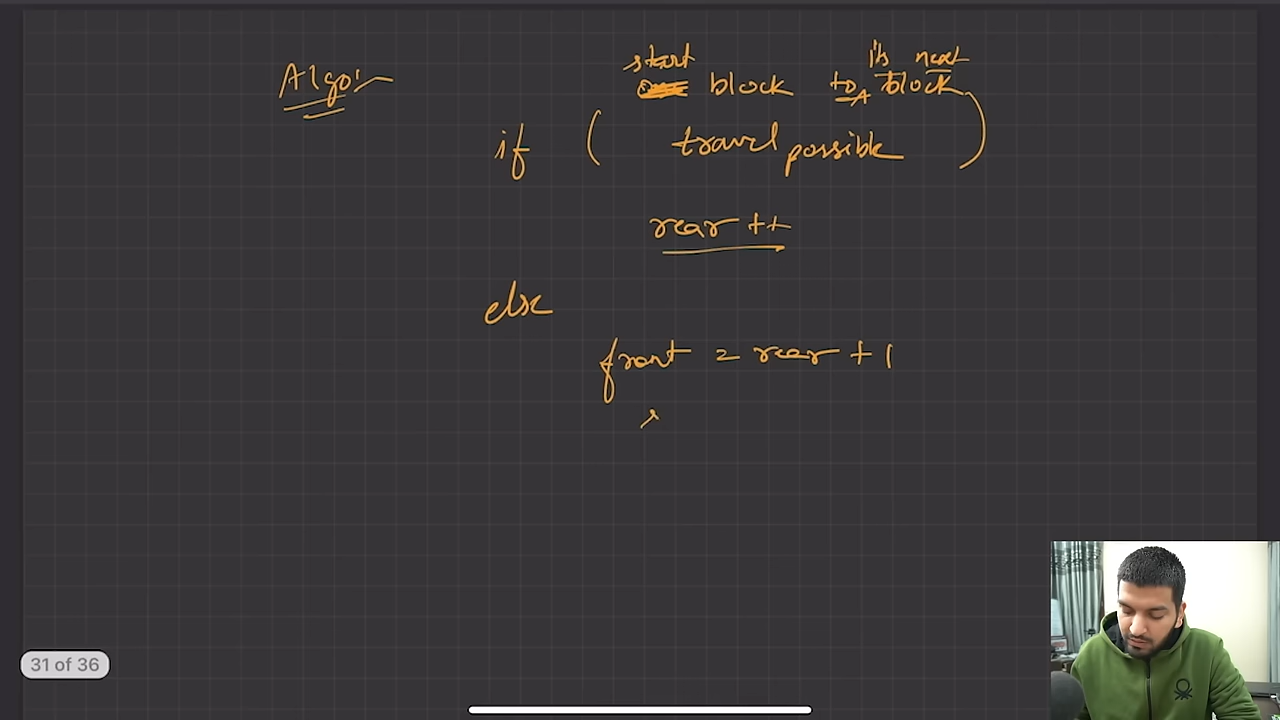 Algo:-
start its next
block to block
if ( travel possible )
rear ++
else
front = rear + 1
31 of 36